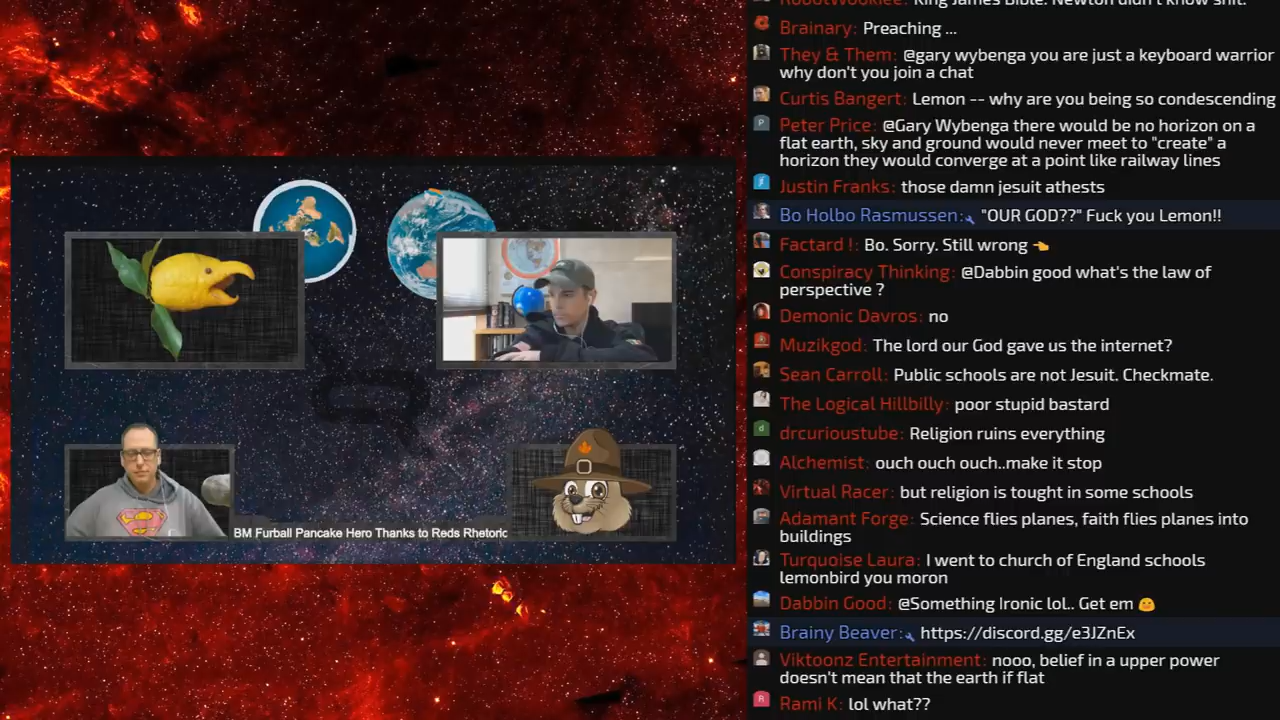 RobotWookiee: King James Bible. Newton didn't know shit.
Brainary: Preaching ...
They & Them: @gary wybenga you are just a keyboard warrior
why don't you join a chat
Curtis Bangert: Lemon -- why are you being so condescending
Peter Price: @Gary Wybenga there would be no horizon on a
flat earth, sky and ground would never meet to "create" a
horizon they would converge at a point like railway lines
Justin Franks: those damn jesuit athests
Bo Holbo Rasmussen: "OUR GOD??" Fuck you Lemon!!
Factard !: Bo. Sorry. Still wrong 👈
Conspiracy Thinking: @Dabbin good what's the law of
perspective ?
Demonic Davros: no
Muzikgod: The lord our God gave us the internet?
Sean Carroll: Public schools are not Jesuit. Checkmate.
The Logical Hillbilly: poor stupid bastard
drcurioustube: Religion ruins everything
Alchemist: ouch ouch ouch..make it stop
Virtual Racer: but religion is tought in some schools
Adamant Forge: Science flies planes, faith flies planes into
buildings
Turquoise Laura: I went to church of England schools
lemonbird you moron
Dabbin Good: @Something Ironic lol.. Get em
Brainy Beaver: https://discord.gg/e3JZnEx
Viktoonz Entertainment: nooo, belief in a upper power
doesn't mean that the earth if flat
Rami K: lol what??
BM Furball Pancake Hero Thanks to Reds Rhetoric